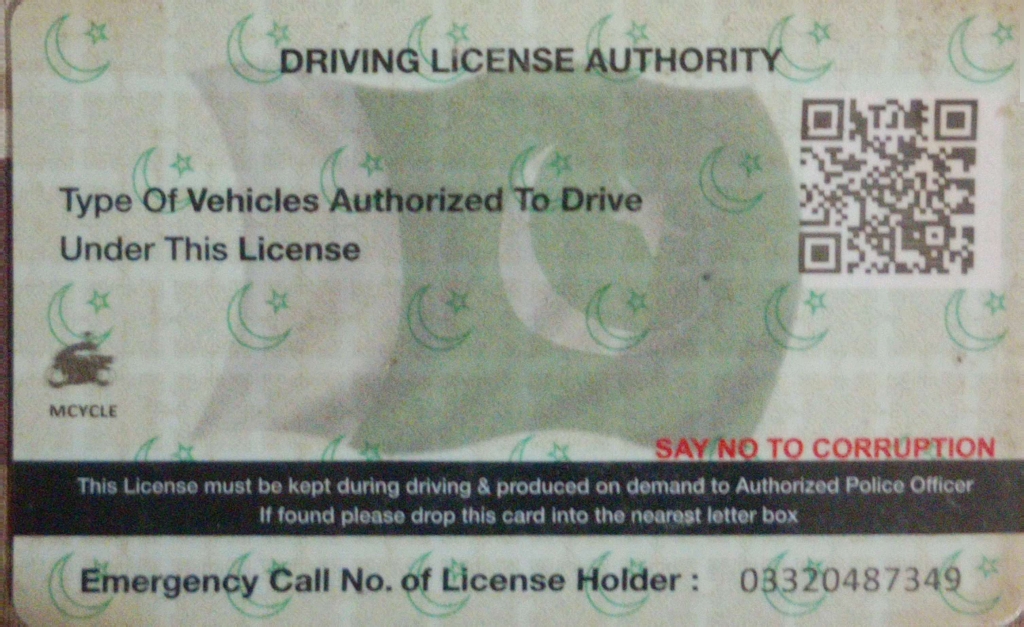 DRIVING LICENSE AUTHORITY
Type Of Vehicles Authorized To Drive
Under This License
MCYCLE
SAY NO TO CORRUPTION
This License must be kept during driving & produced on demand to Authorized Police Officer
If found please drop this card into the nearest letter box
Emergency Call No. of License Holder : 03320487349